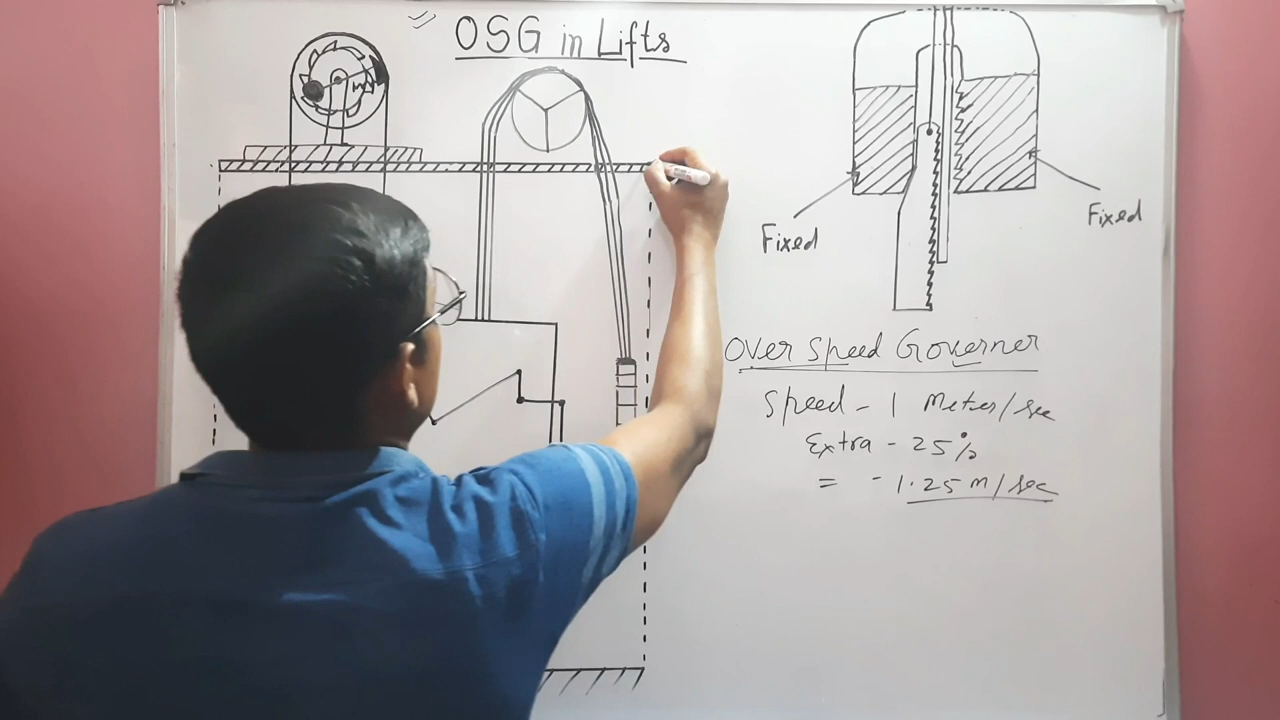 OSG in Lifts
Fixed
Fixed
Over Speed Governer
Speed - 1 Meter/sec
Extra - 25%
= - 1.25 m/sec